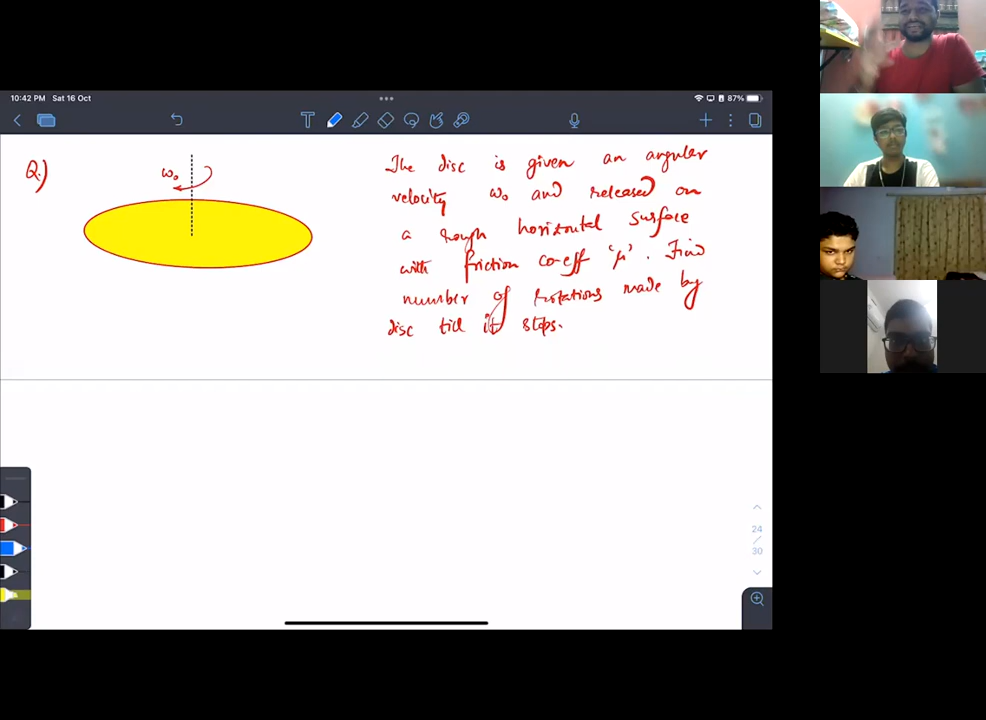 10:42 PM Sat 16 Oct
87%
Q.)
ω₀
The disc is given an angular
velocity ω₀ and released on
a rough horizontal surface
with friction co-eff 'μ'. Find
number of rotations made by
disc till it stops.
24
/
30